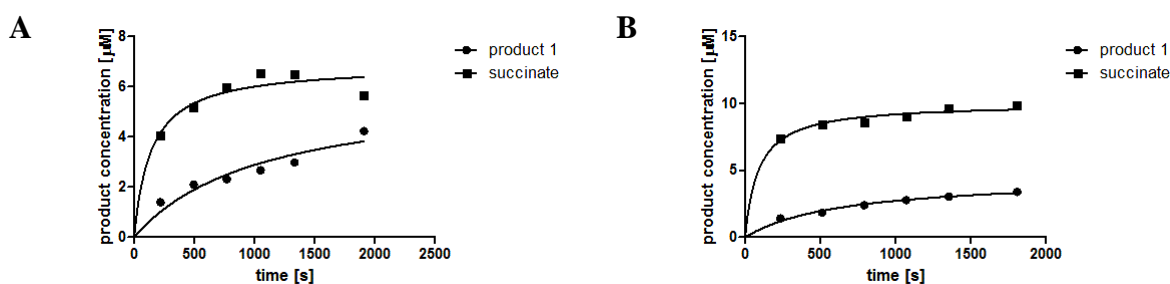 A
product concentration [µM]
8
6
4
2
0
0 500 1000 1500 2000 2500
time [s]
product 1
succinate
B
product concentration [µM]
15
10
5
0
0 500 1000 1500 2000
time [s]
product 1
succinate